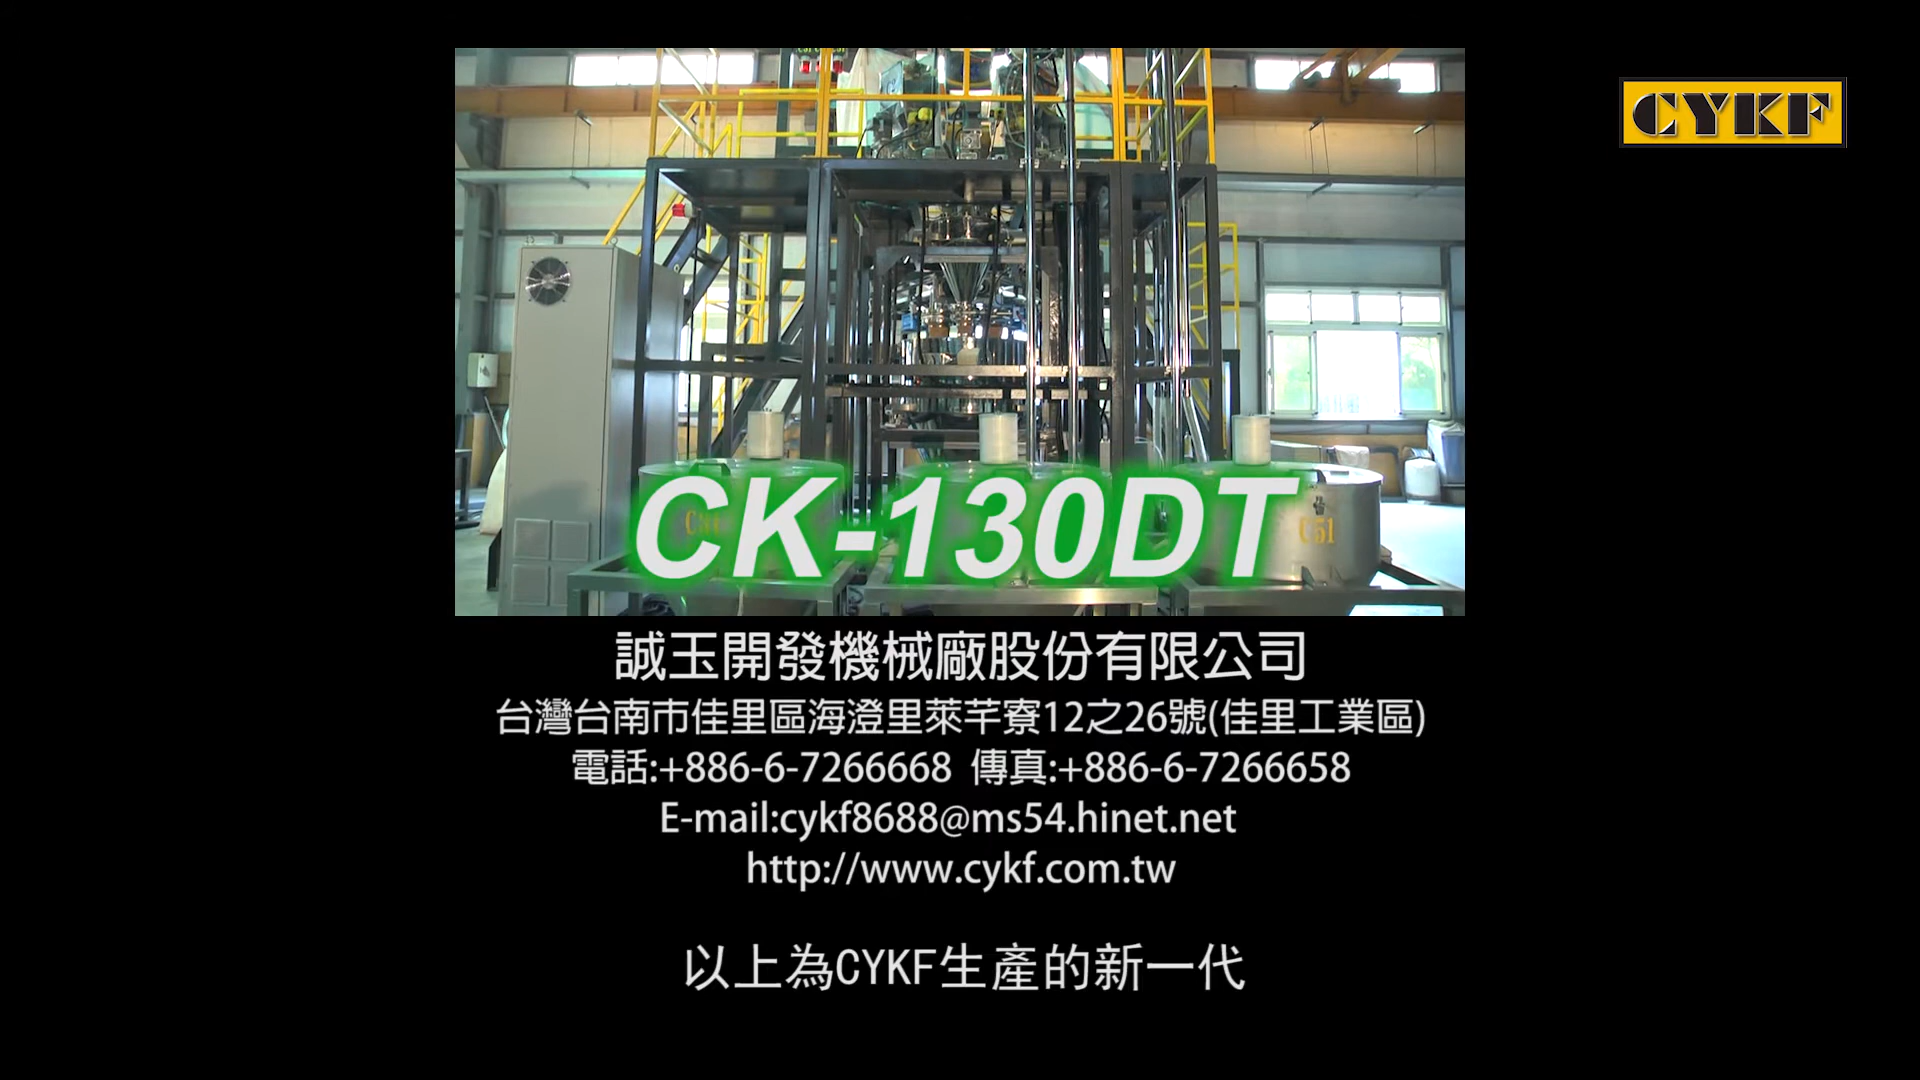 CYKF
CK-130DT
C51
誠玉開發機械廠股份有限公司
台灣台南市佳里區海澄里萊芊寮12之26號(佳里工業區)
電話:+886-6-7266668 傳真:+886-6-7266658
E-mail:cykf8688@ms54.hinet.net
http://www.cykf.com.tw
以上為CYKF生產的新一代